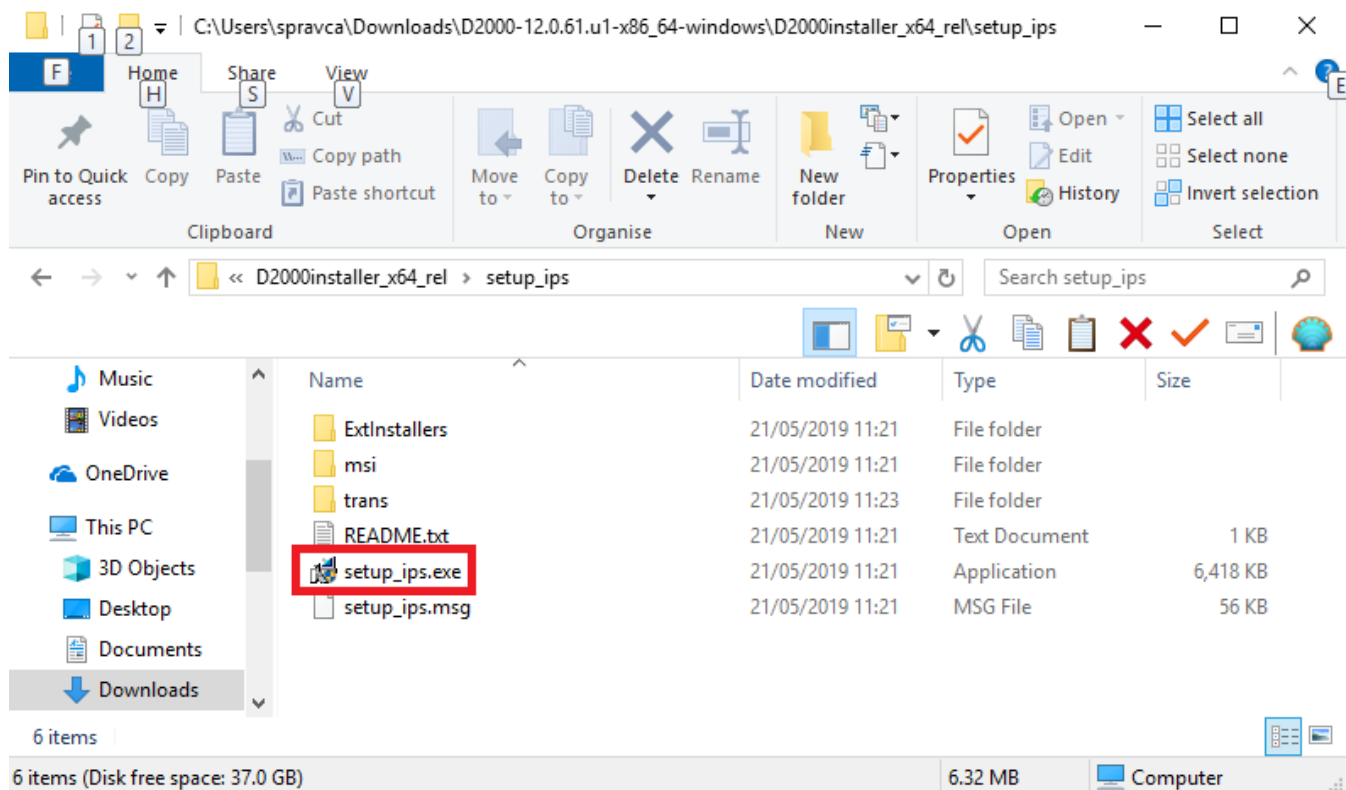 C:\Users\spravca\Downloads\D2000-12.0.61.u1-x86_64-windows\D2000installer_x64_rel\setup_ips
1 2
F Home Share View E
H S V
Pin to Quick access
Copy
Paste
Cut
Copy path
Paste shortcut
Clipboard
Move to
Copy to
Delete
Rename
Organise
New folder
New
Properties
Open
Edit
History
Open
Select all
Select none
Invert selection
Select
« D2000installer_x64_rel > setup_ips
Search setup_ips
Music
Videos
OneDrive
This PC
3D Objects
Desktop
Documents
Downloads
Name Date modified Type Size
ExtInstallers 21/05/2019 11:21 File folder
msi 21/05/2019 11:21 File folder
trans 21/05/2019 11:23 File folder
README.txt 21/05/2019 11:21 Text Document 1 KB
setup_ips.exe 21/05/2019 11:21 Application 6,418 KB
setup_ips.msg 21/05/2019 11:21 MSG File 56 KB
6 items
6 items (Disk free space: 37.0 GB) 6.32 MB Computer